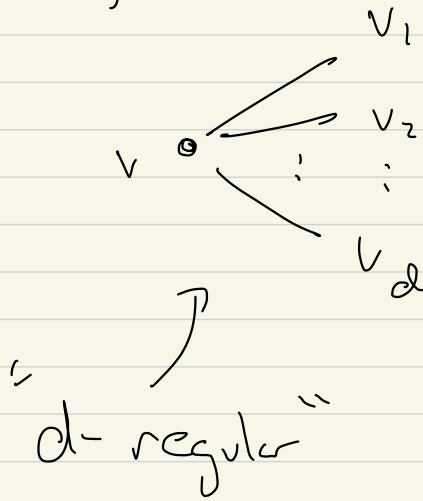 V1
V2
V
⋮ ⋮
Vd
"d-regular"